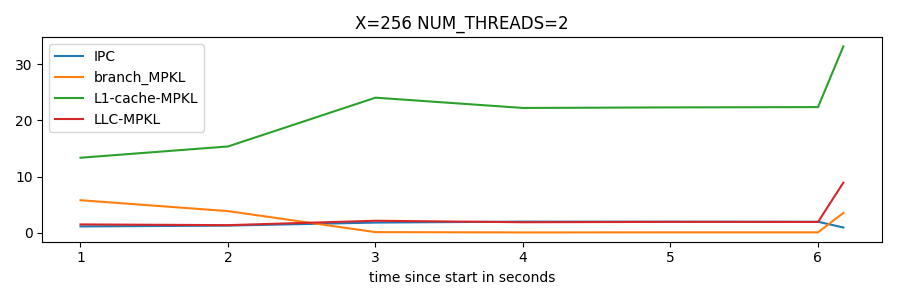 X=256 NUM_THREADS=2
IPC
branch_MPKL
L1-cache-MPKL
LLC-MPKL
30
20
10
0
1 2 3 4 5 6
time since start in seconds